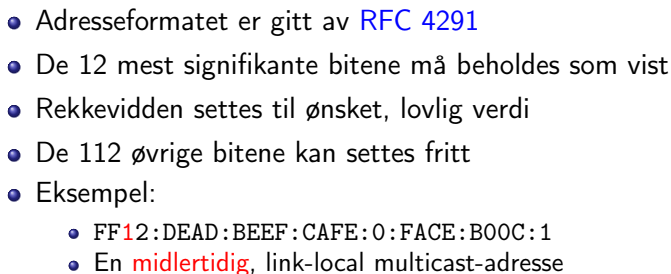 Adresseformatet er gitt av RFC 4291
De 12 mest signifikante bitene må beholdes som vist
Rekkevidden settes til ønsket, lovlig verdi
De 112 øvrige bitene kan settes fritt
Eksempel:
FF12:DEAD:BEEF:CAFE:0:FACE:B00C:1
En midlertidig, link-local multicast-adresse